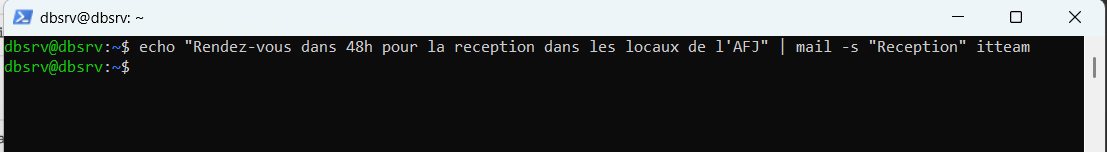 dbsrv@dbsrv: ~
dbsrv@dbsrv:~$ echo "Rendez-vous dans 48h pour la reception dans les locaux de l'AFJ" | mail -s "Reception" itteam
dbsrv@dbsrv:~$